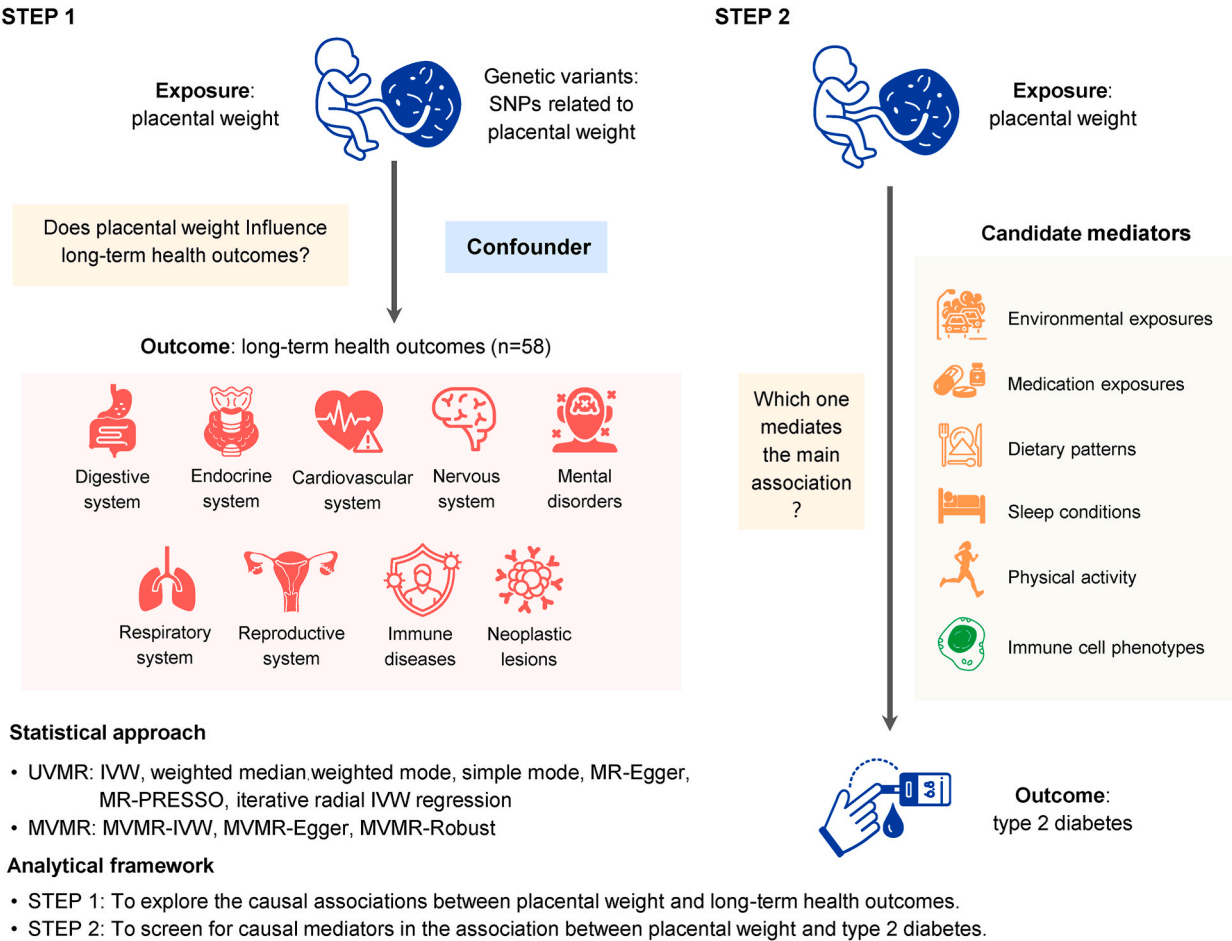 STEP 1
Exposure:
placental weight
Genetic variants:
SNPs related to
placental weight
Does placental weight Influence
long-term health outcomes?
Confounder
Outcome: long-term health outcomes (n=58)
Digestive
system
Endocrine
system
Cardiovascular
system
Nervous
system
Mental
disorders
Respiratory
system
Reproductive
system
Immune
diseases
Neoplastic
lesions
Statistical approach
• UVMR: IVW, weighted median,weighted mode, simple mode, MR-Egger,
MR-PRESSO, iterative radial IVW regression
• MVMR: MVMR-IVW, MVMR-Egger, MVMR-Robust
Analytical framework
• STEP 1: To explore the causal associations between placental weight and long-term health outcomes.
• STEP 2: To screen for causal mediators in the association between placental weight and type 2 diabetes.
STEP 2
Exposure:
placental weight
Candidate mediators
Environmental exposures
Medication exposures
Dietary patterns
Sleep conditions
Physical activity
Immune cell phenotypes
Which one
mediates
the main
association
?
6.8
Outcome:
type 2 diabetes